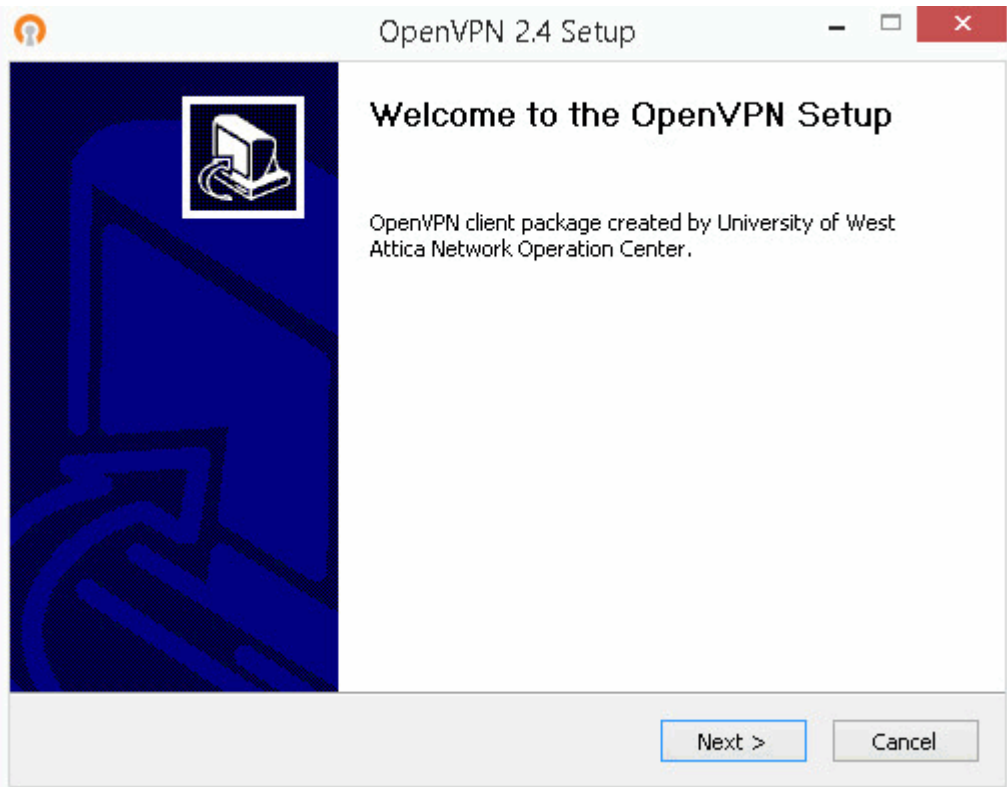 OpenVPN 2.4 Setup
Welcome to the OpenVPN Setup
OpenVPN client package created by University of West
Attica Network Operation Center.
Next >
Cancel